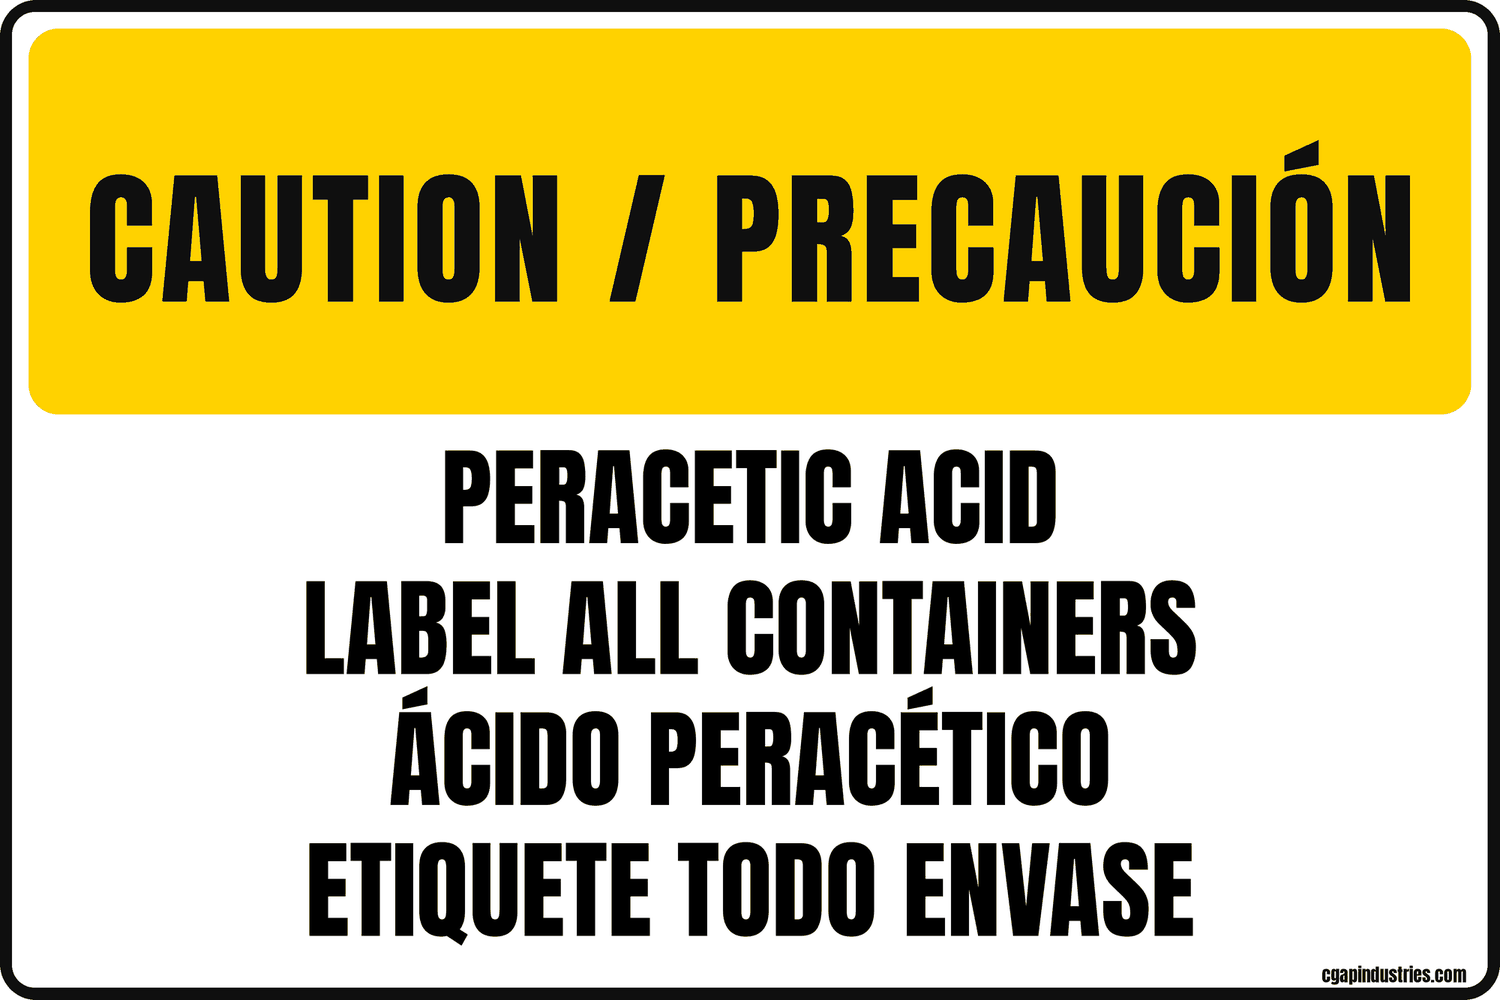 CAUTION / PRECAUCIÓN
PERACETIC ACID
LABEL ALL CONTAINERS
ÁCIDO PERACÉTICO
ETIQUETE TODO ENVASE
cgapindustries.com